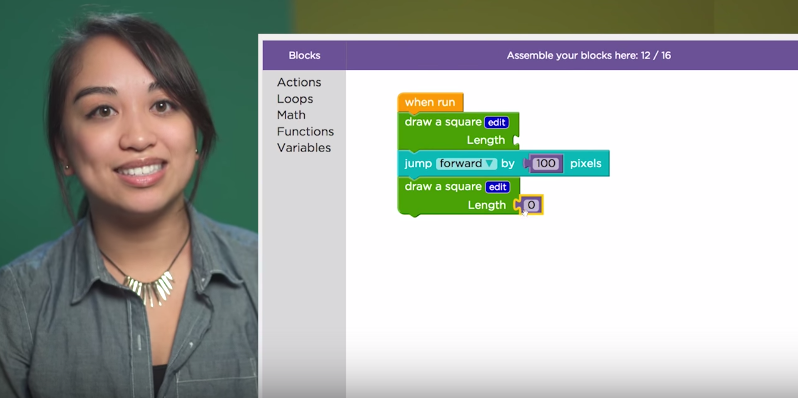 Blocks
Assemble your blocks here: 12 / 16
Actions
Loops
Math
Functions
Variables
when run
draw a square edit
Length
jump forward by 100 pixels
draw a square edit
Length 0